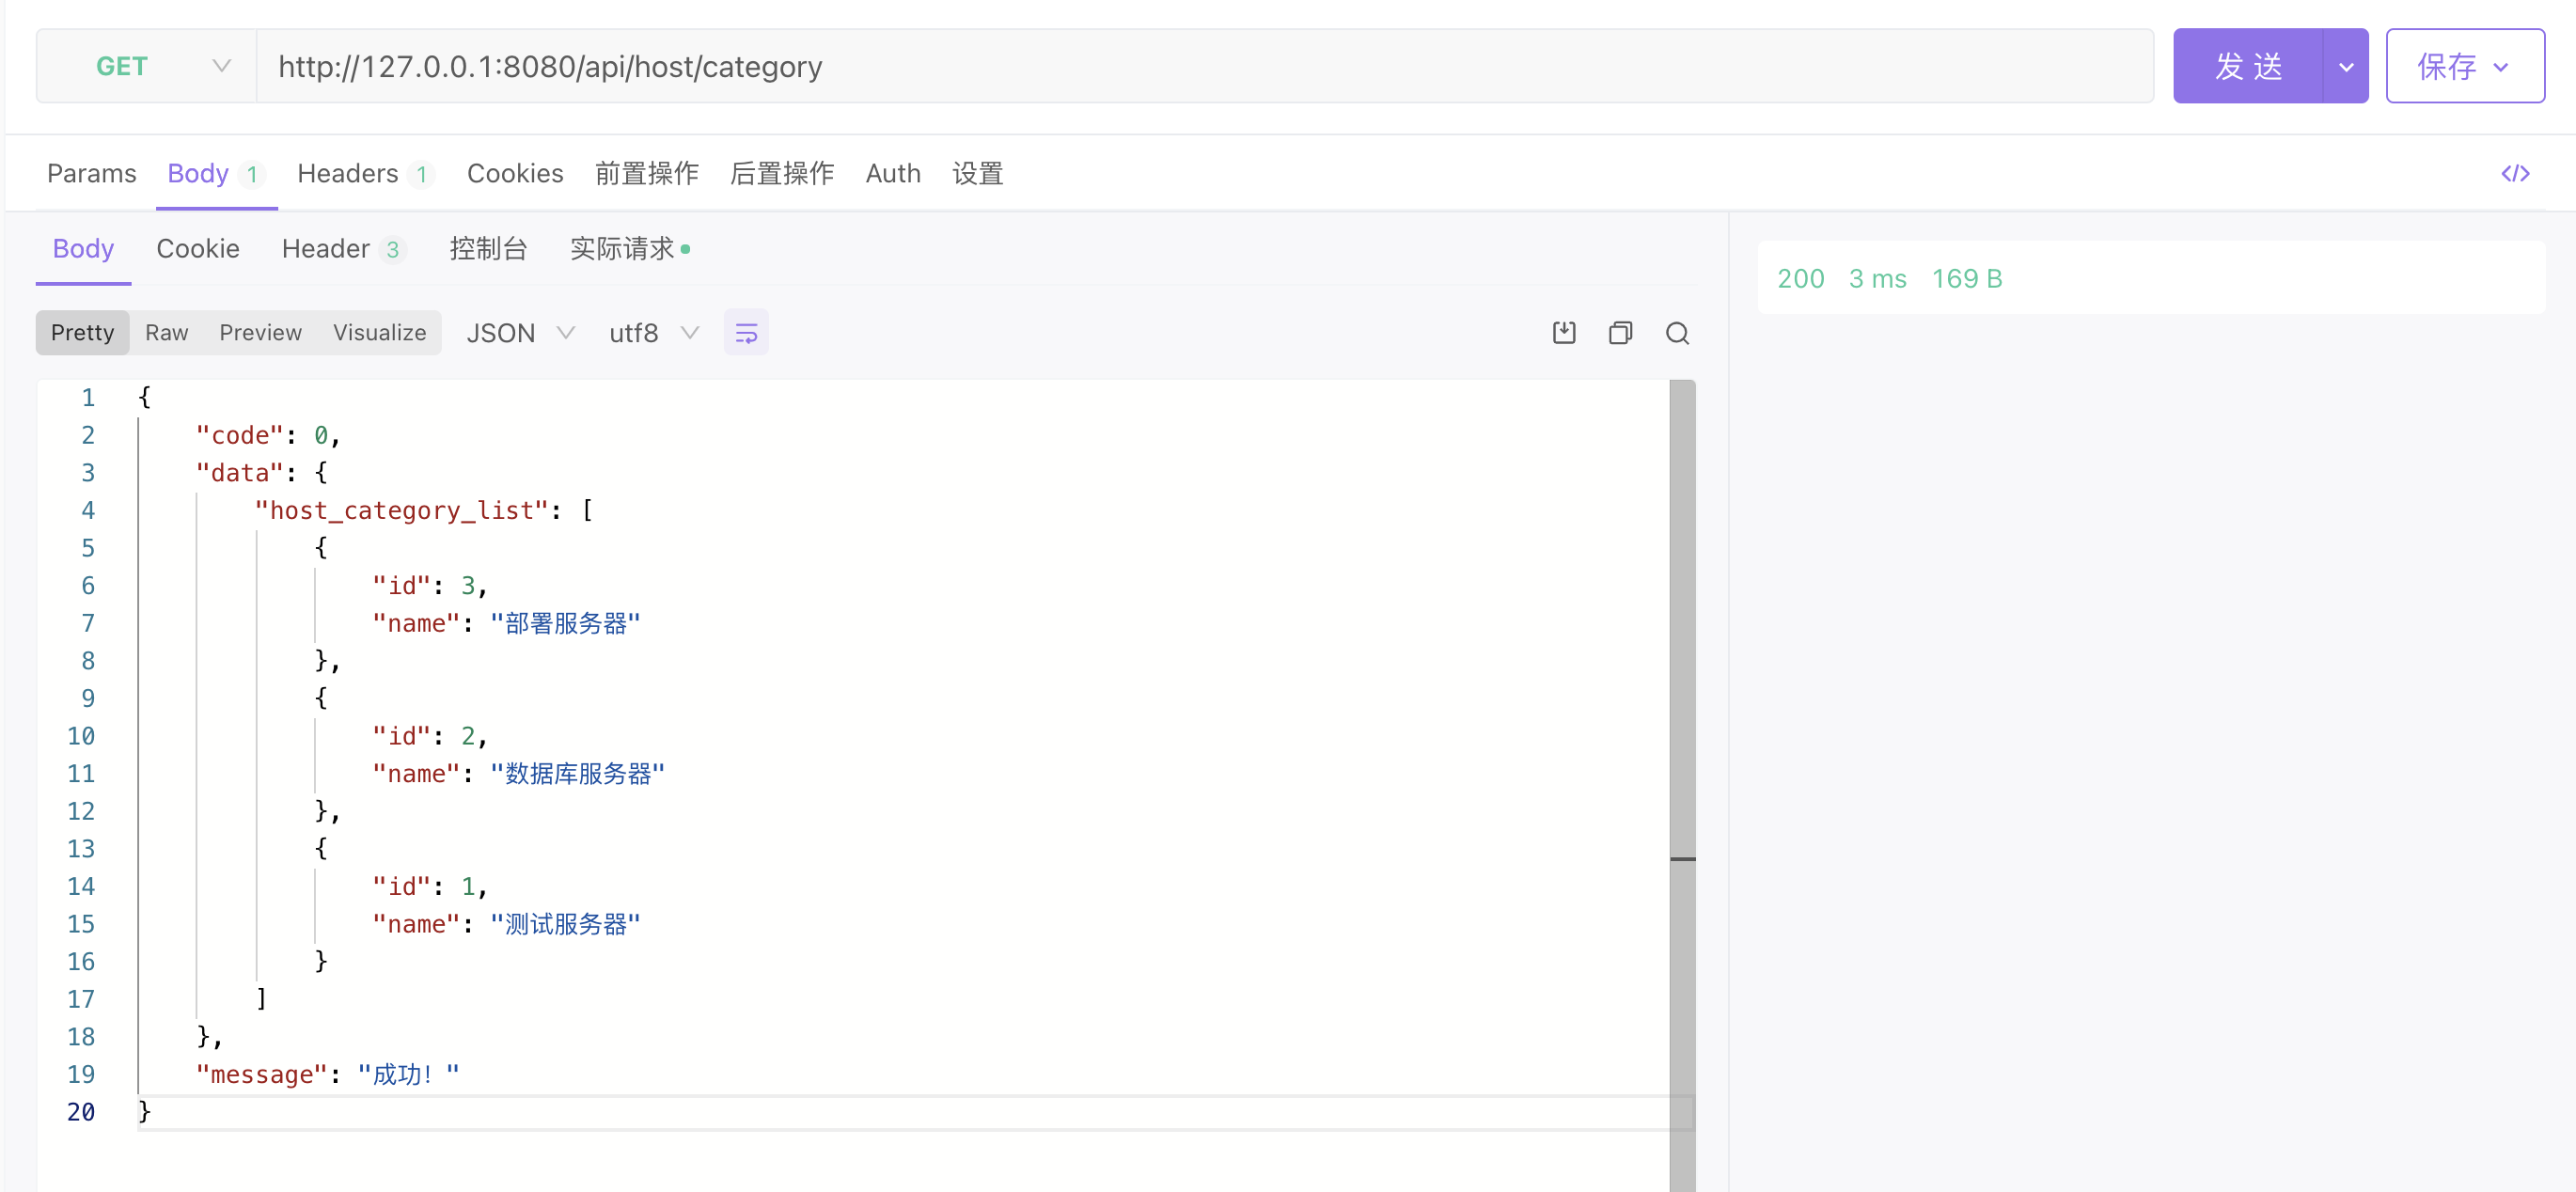 GET http://127.0.0.1:8080/api/host/category 发 送 保存
Params Body 1 Headers 1 Cookies 前置操作 后置操作 Auth 设置 </>
Body Cookie Header 3 控制台 实际请求
200 3 ms 169 B
Pretty Raw Preview Visualize JSON utf8
1 {
2 "code": 0,
3 "data": {
4 "host_category_list": [
5 {
6 "id": 3,
7 "name": "部署服务器"
8 },
9 {
10 "id": 2,
11 "name": "数据库服务器"
12 },
13 {
14 "id": 1,
15 "name": "测试服务器"
16 }
17 ]
18 },
19 "message": "成功！"
20 }